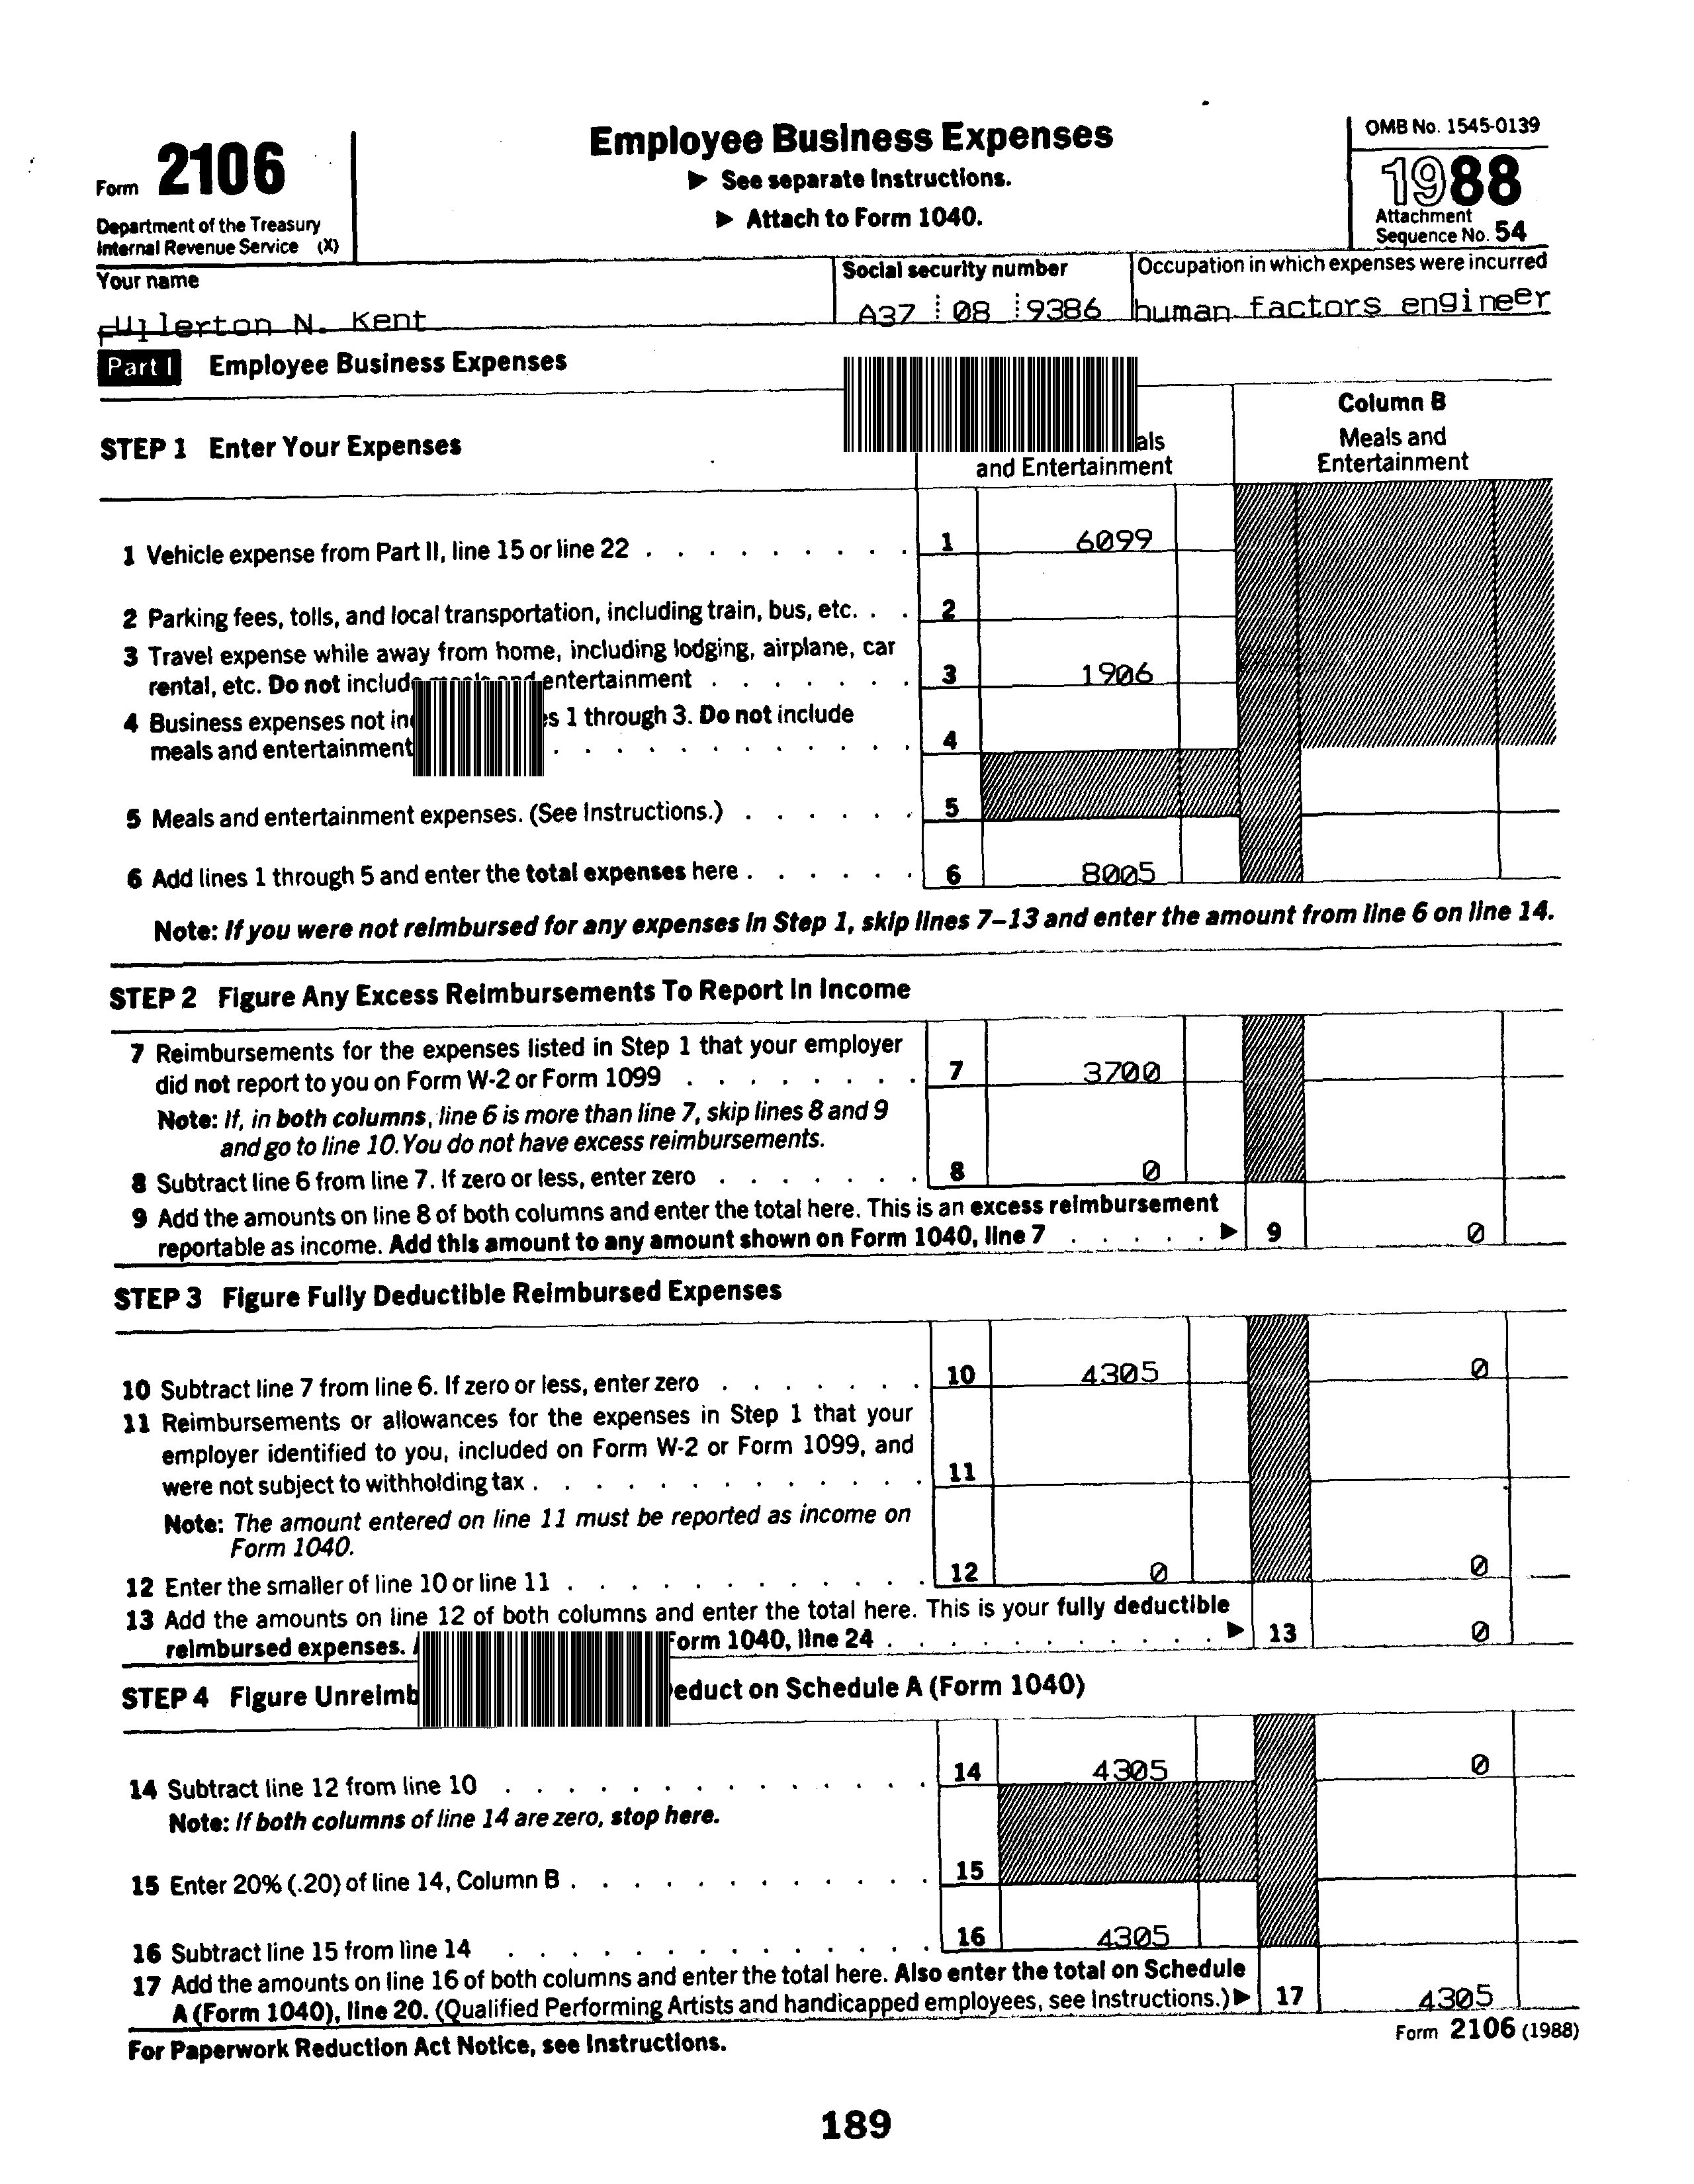 Form 2106
Department of the Treasury
Internal Revenue Service (X)
Employee Business Expenses
▶ See separate Instructions.
▶ Attach to Form 1040.
OMB No. 1545-0139
1988
Attachment
Sequence No. 54
Your name
Fullerton N. Kent
Social security number
A37 08 9386
Occupation in which expenses were incurred
human factors engineer
Part I Employee Business Expenses
STEP 1 Enter Your Expenses
als
and Entertainment
Column B
Meals and
Entertainment
1 Vehicle expense from Part II, line 15 or line 22 . . . . . . . . . 1 6099
2 Parking fees, tolls, and local transportation, including train, bus, etc. . . 2
3 Travel expense while away from home, including lodging, airplane, car
rental, etc. Do not include meals and entertainment . . . . . . . 3 1906
4 Business expenses not in s 1 through 3. Do not include
meals and entertainment . . . . . . . . . . . 4
5 Meals and entertainment expenses. (See Instructions.) . . . . . . 5
6 Add lines 1 through 5 and enter the total expenses here . . . . . . 6 8005
Note: If you were not reimbursed for any expenses in Step 1, skip lines 7–13 and enter the amount from line 6 on line 14.
STEP 2 Figure Any Excess Reimbursements To Report in Income
7 Reimbursements for the expenses listed in Step 1 that your employer
did not report to you on Form W-2 or Form 1099 . . . . . . . . 7 3700
Note: If, in both columns, line 6 is more than line 7, skip lines 8 and 9
and go to line 10. You do not have excess reimbursements.
8 Subtract line 6 from line 7. If zero or less, enter zero . . . . . . . 8 0
9 Add the amounts on line 8 of both columns and enter the total here. This is an excess reimbursement
reportable as income. Add this amount to any amount shown on Form 1040, line 7 . . . . . ▶ 9 0
STEP 3 Figure Fully Deductible Reimbursed Expenses
10 Subtract line 7 from line 6. If zero or less, enter zero . . . . . . . 10 4305 0
11 Reimbursements or allowances for the expenses in Step 1 that your
employer identified to you, included on Form W-2 or Form 1099, and
were not subject to withholding tax . . . . . . . . . . . . 11
Note: The amount entered on line 11 must be reported as income on
Form 1040.
12 Enter the smaller of line 10 or line 11 . . . . . . . . . . . 12 0 0
13 Add the amounts on line 12 of both columns and enter the total here. This is your fully deductible
reimbursed expenses. Form 1040, line 24 . . . . . . . . . . . ▶ 13 0
STEP 4 Figure Unreimb educt on Schedule A (Form 1040)
14 Subtract line 12 from line 10 . . . . . . . . . . . . . 14 4305 0
Note: If both columns of line 14 are zero, stop here.
15 Enter 20% (.20) of line 14, Column B . . . . . . . . . . . 15
16 Subtract line 15 from line 14 . . . . . . . . . . . . . 16 4305
17 Add the amounts on line 16 of both columns and enter the total here. Also enter the total on Schedule
A (Form 1040), line 20. (Qualified Performing Artists and handicapped employees, see Instructions.) ▶ 17 4305
For Paperwork Reduction Act Notice, see Instructions.
Form 2106 (1988)
189